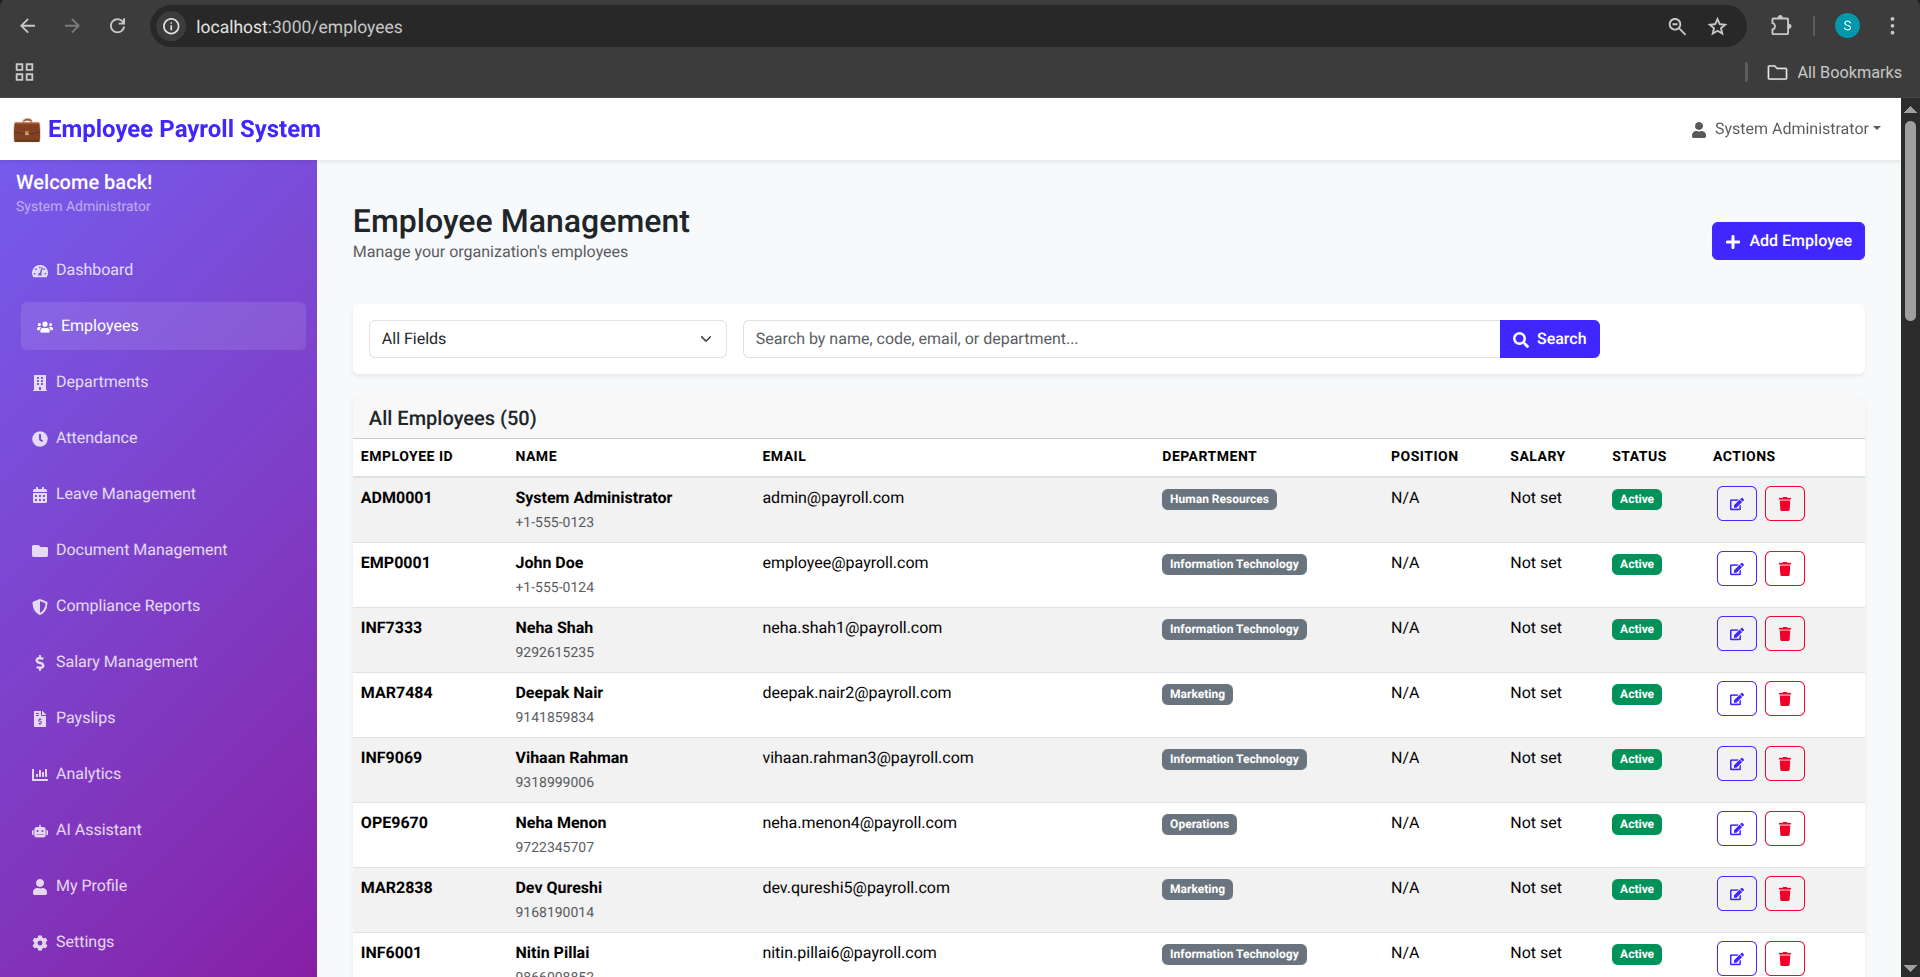 localhost:3000/employees
S
All Bookmarks
Employee Payroll System
System Administrator
Welcome back!
System Administrator
Dashboard
Employees
Departments
Attendance
Leave Management
Document Management
Compliance Reports
Salary Management
Payslips
Analytics
AI Assistant
My Profile
Settings
Employee Management
Manage your organization's employees
Add Employee
All Fields
Search by name, code, email, or department...
Search
All Employees (50)
EMPLOYEE ID NAME EMAIL DEPARTMENT POSITION SALARY STATUS ACTIONS
ADM0001 System Administrator admin@payroll.com Human Resources N/A Not set Active
+1-555-0123
EMP0001 John Doe employee@payroll.com Information Technology N/A Not set Active
+1-555-0124
INF7333 Neha Shah neha.shah1@payroll.com Information Technology N/A Not set Active
9292615235
MAR7484 Deepak Nair deepak.nair2@payroll.com Marketing N/A Not set Active
9141859834
INF9069 Vihaan Rahman vihaan.rahman3@payroll.com Information Technology N/A Not set Active
9318999006
OPE9670 Neha Menon neha.menon4@payroll.com Operations N/A Not set Active
9722345707
MAR2838 Dev Qureshi dev.qureshi5@payroll.com Marketing N/A Not set Active
9168190014
INF6001 Nitin Pillai nitin.pillai6@payroll.com Information Technology N/A Not set Active